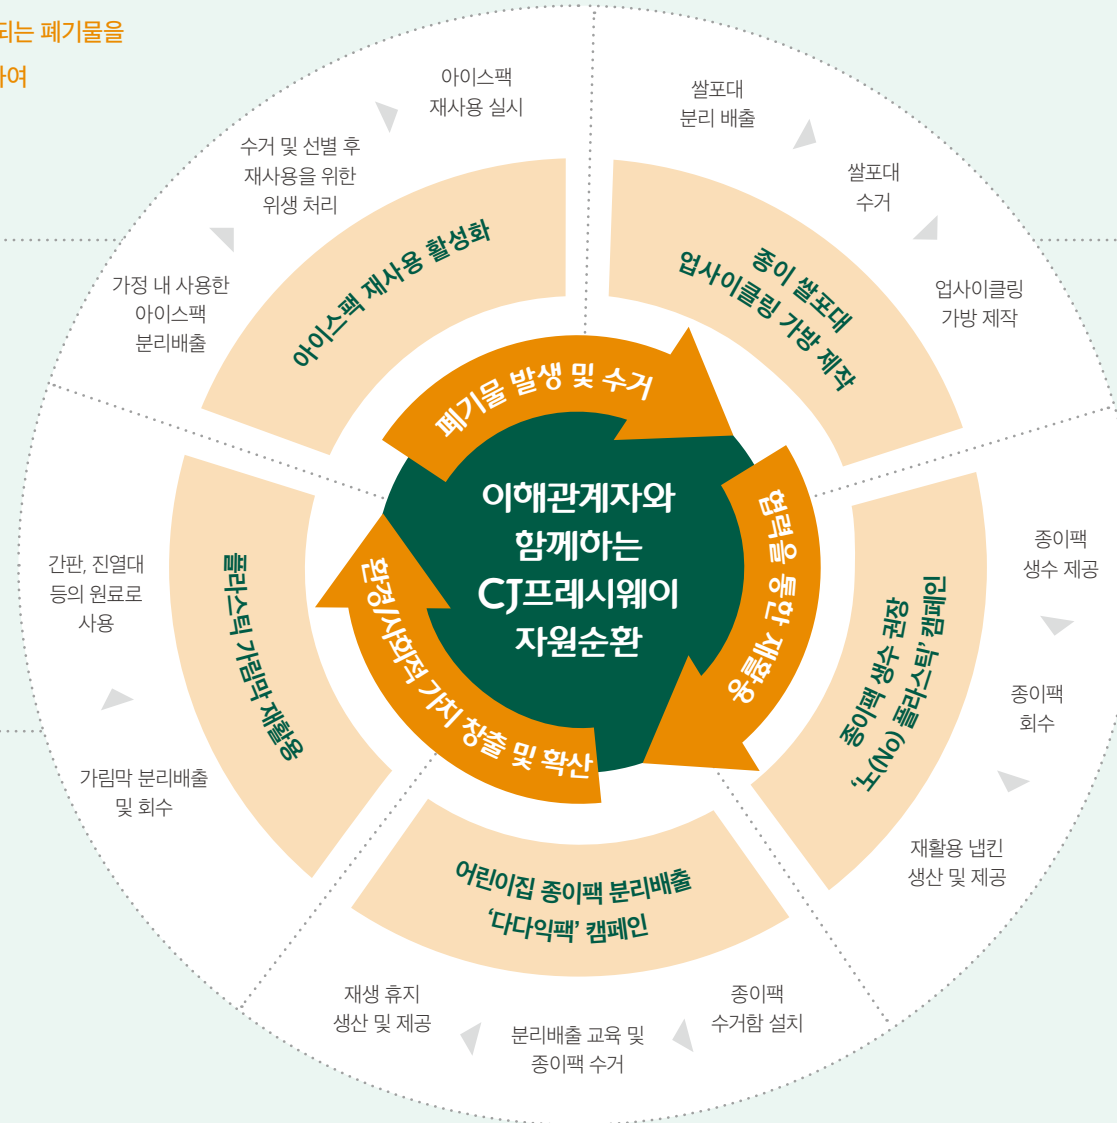 되는 폐기물을
하여
아이스팩
재사용 실시
수거 및 선별 후
재사용을 위한
위생 처리
가정 내 사용한
아이스팩
분리배출
아이스팩 재사용 활성화
쌀포대
분리 배출
쌀포대
수거
업사이클링
가방 제작
종이 쌀포대
업사이클링 가방 제작
폐기물 발생 및 수거
협력을 통한 재활용
환경/사회적 가치 창출 및 확산
이해관계자와
함께하는
CJ프레시웨이
자원순환
종이팩
생수 제공
종이팩
회수
재활용 냅킨
생산 및 제공
종이팩 생수 권장
‘노(No) 플라스틱’ 캠페인
간판, 진열대
등의 원료로
사용
가림막 분리배출
및 회수
플라스틱 가림막 재활용
어린이집 종이팩 분리배출
‘다다익팩’ 캠페인
종이팩
수거함 설치
분리배출 교육 및
종이팩 수거
재생 휴지
생산 및 제공